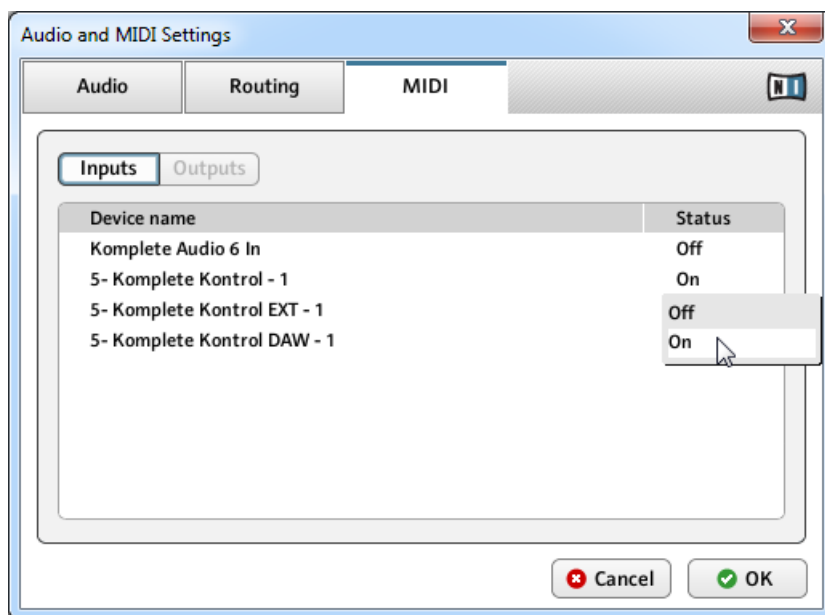 Audio and MIDI Settings
Audio Routing MIDI NI
Inputs Outputs
Device name Status
Komplete Audio 6 In Off
5- Komplete Kontrol - 1 On
5- Komplete Kontrol EXT - 1 Off
5- Komplete Kontrol DAW - 1 On
Cancel OK